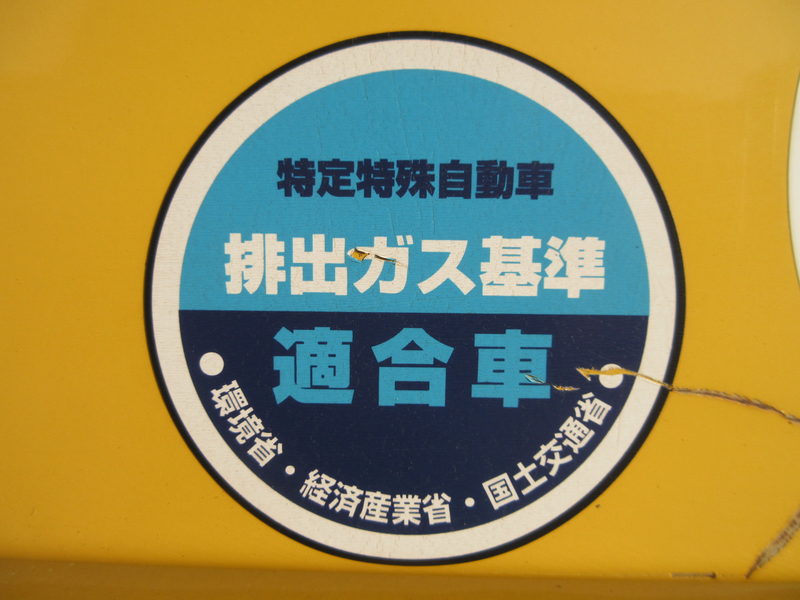 特定特殊自動車
排出ガス基準
適合車
・環境省・経済産業省・国土交通省・